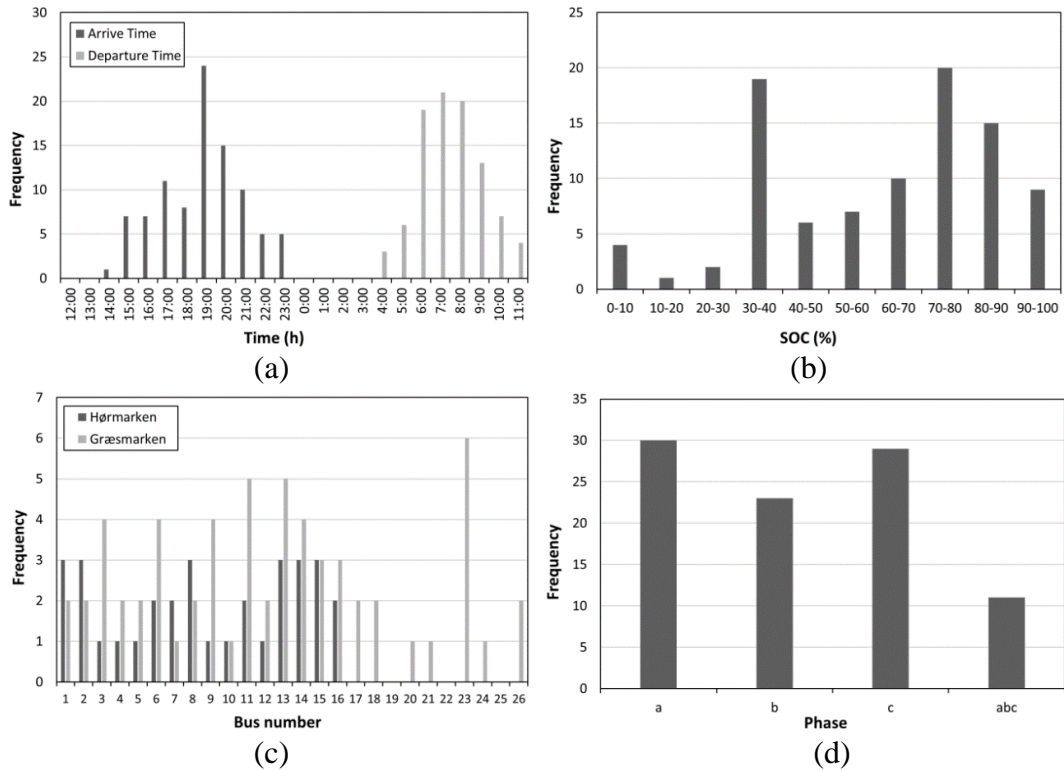 30
25
20
15
10
5
0
Frequency
Arrive Time
Departure Time
12:00 13:00 14:00 15:00 16:00 17:00 18:00 19:00 20:00 21:00 22:00 23:00 0:00 1:00 2:00 3:00 4:00 5:00 6:00 7:00 8:00 9:00 10:00 11:00
Time (h)
(a)
25
20
15
10
5
0
Frequency
0-10 10-20 20-30 30-40 40-50 50-60 60-70 70-80 80-90 90-100
SOC (%)
(b)
7
6
5
4
3
2
1
0
Frequency
Hørmarken
Græsmarken
1 2 3 4 5 6 7 8 9 10 11 12 13 14 15 16 17 18 19 20 21 22 23 24 25 26
Bus number
(c)
35
30
25
20
15
10
5
0
Frequency
a b c abc
Phase
(d)